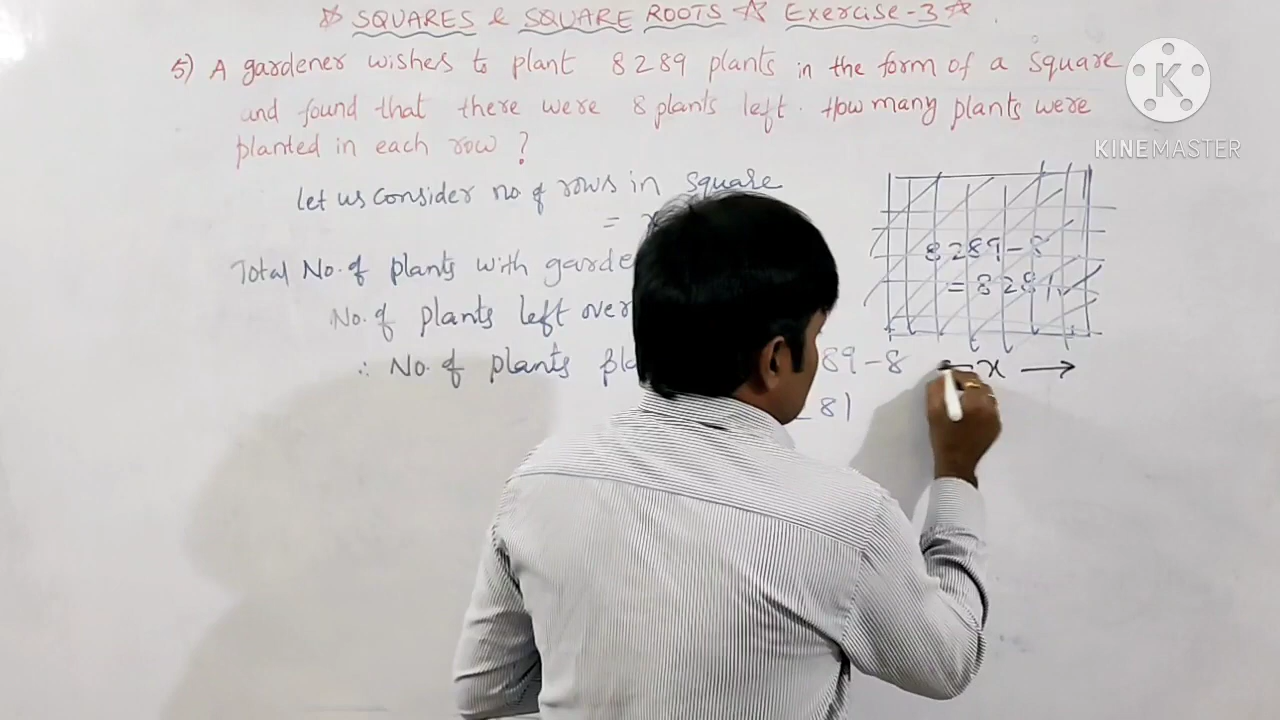 ☆ SQUARES & SQUARE ROOTS ☆ Exercise-3 ☆
5) A gardener wishes to plant 8289 plants in the form of a square
and found that there were 8 plants left. How many plants were
planted in each row ?
K
KINEMASTER
let us consider no of rows in square
=
Total No. of plants with
No. of plants left over
∴ No. of plants 89-8
81
8289-8
= 8281
← x →